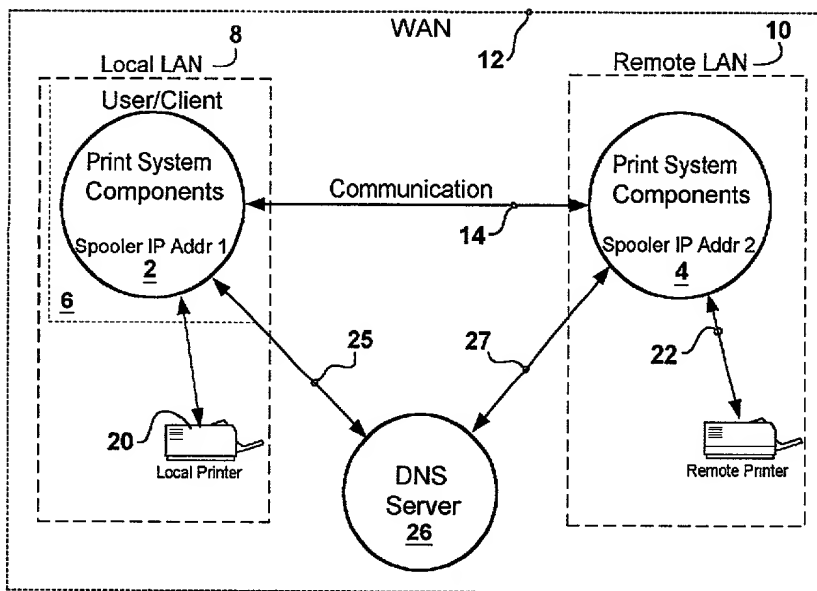 WAN
12
Local LAN 8
Remote LAN 10
User/Client
Print System
Components
Spooler IP Addr 1
2
6
Communication
14
Print System
Components
Spooler IP Addr 2
4
25
27
22
20
Local Printer
Remote Printer
DNS
Server
26